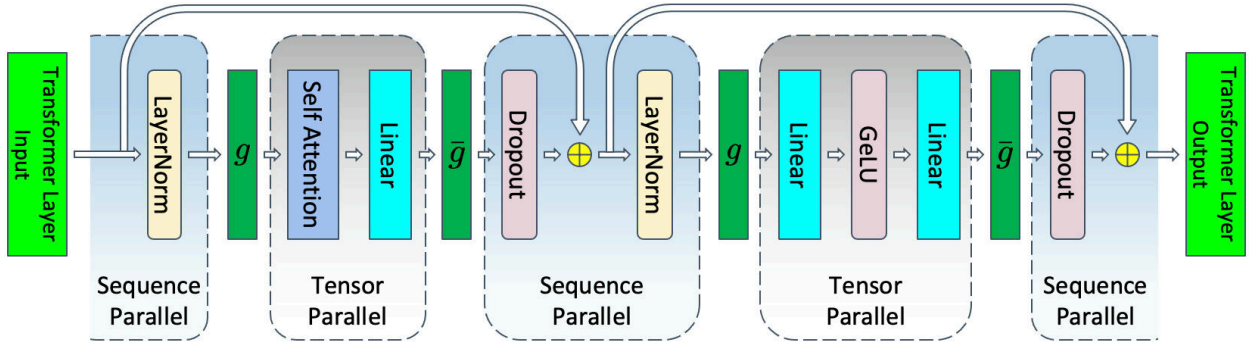 Transformer Layer
Input
LayerNorm
Sequence
Parallel
g
Self Attention
Linear
Tensor
Parallel
ḡ
Dropout
LayerNorm
Sequence
Parallel
g
Linear
GeLU
Linear
Tensor
Parallel
ḡ
Dropout
Sequence
Parallel
Transformer Layer
Output